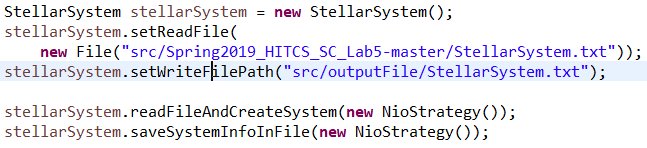 StellarSystem stellarSystem = new StellarSystem();
stellarSystem.setReadFile(
new File("src/Spring2019_HITCS_SC_Lab5-master/StellarSystem.txt"));
stellarSystem.setWriteFilePath("src/outputFile/StellarSystem.txt");
stellarSystem.readFileAndCreateSystem(new NioStrategy());
stellarSystem.saveSystemInfoInFile(new NioStrategy());